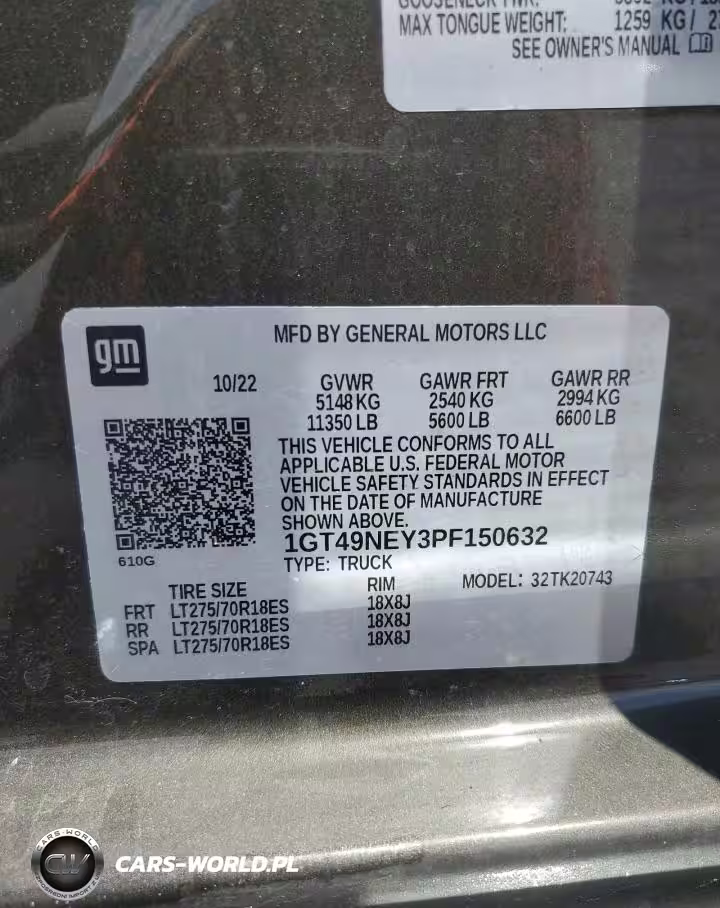 MAX TONGUE WEIGHT: 1259 KG/
SEE OWNER'S MANUAL
gm
MFD BY GENERAL MOTORS LLC
10/22 GVWR GAWR FRT GAWR RR
5148 KG 2540 KG 2994 KG
11350 LB 5600 LB 6600 LB
THIS VEHICLE CONFORMS TO ALL
APPLICABLE U.S. FEDERAL MOTOR
VEHICLE SAFETY STANDARDS IN EFFECT
ON THE DATE OF MANUFACTURE
SHOWN ABOVE.
1GT49NEY3PF150632
610G
TYPE: TRUCK
TIRE SIZE RIM MODEL: 32TK20743
FRT LT275/70R18ES 18X8J
RR LT275/70R18ES 18X8J
SPA LT275/70R18ES 18X8J
CARS-WORLD
CW
CARS-WORLD.PL